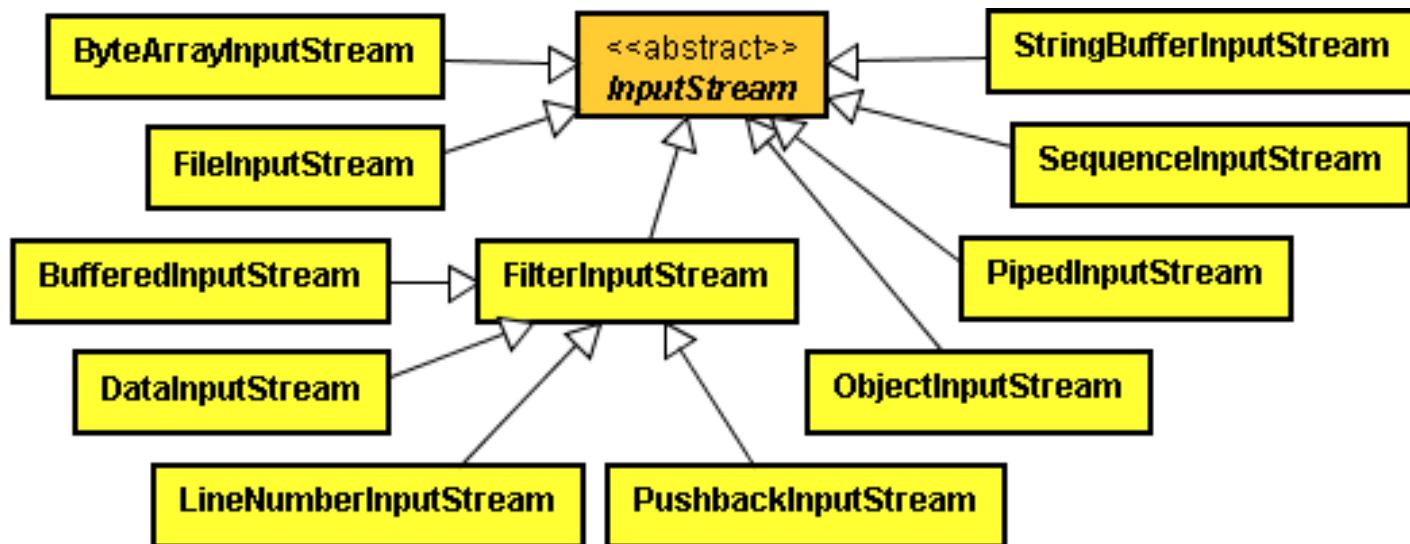 ByteArrayInputStream
<<abstract>>
InputStream
StringBufferInputStream
FileInputStream
SequenceInputStream
BufferedInputStream
FilterInputStream
PipedInputStream
DataInputStream
ObjectInputStream
LineNumberInputStream
PushbackInputStream